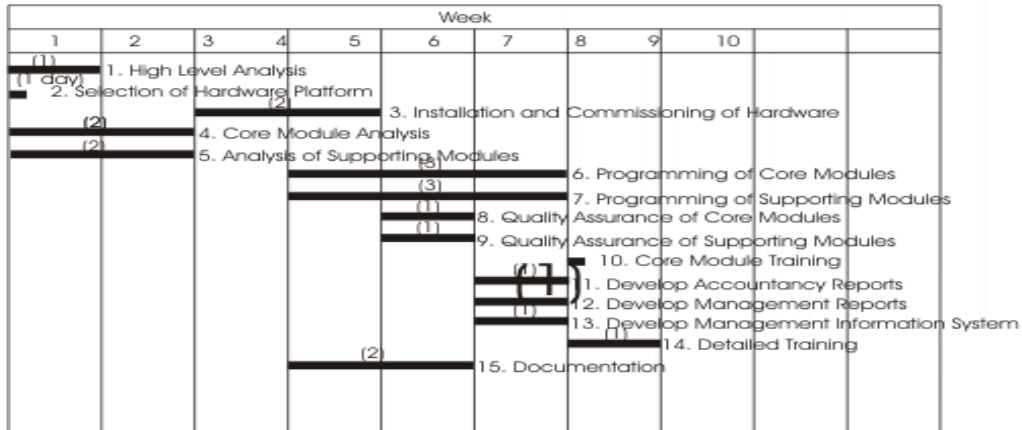 Week
1 2 3 4 5 6 7 8 9 10
(1)
1. High Level Analysis
(1 day)
2. Selection of Hardware Platform
(2)
3. Installation and Commissioning of Hardware
(2)
4. Core Module Analysis
(2)
5. Analysis of Supporting Modules
(3)
6. Programming of Core Modules
(3)
7. Programming of Supporting Modules
(1)
8. Quality Assurance of Core Modules
(1)
9. Quality Assurance of Supporting Modules
10. Core Module Training
(1)
11. Develop Accountancy Reports
(1)
12. Develop Management Reports
(1)
13. Develop Management Information System
(1)
14. Detailed Training
(2)
15. Documentation